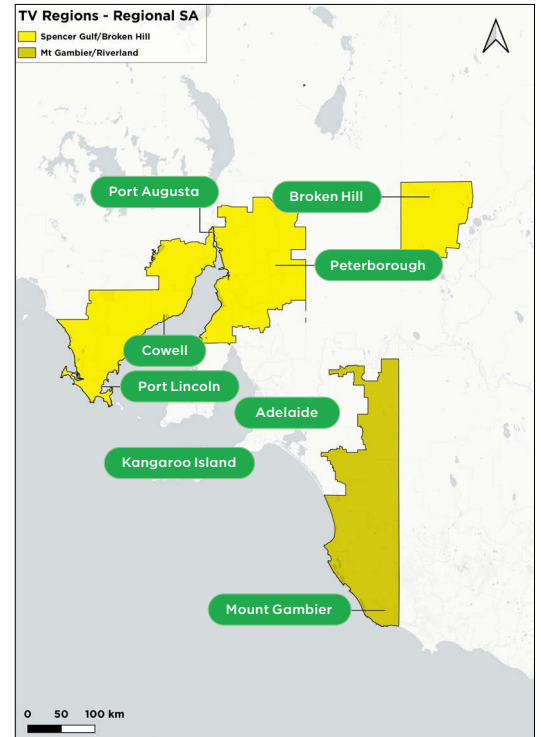 TV Regions - Regional SA
Spencer Gulf/Broken Hill
Mt Gambier/Riverland
Port Augusta
Broken Hill
Peterborough
Cowell
Port Lincoln
Adelaide
Kangaroo Island
Mount Gambier
0 50 100 km